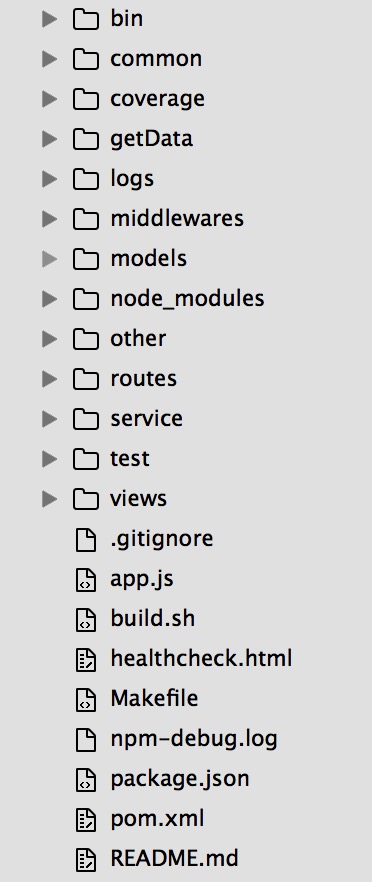 bin
common
coverage
getData
logs
middlewares
models
node_modules
other
routes
service
test
views
.gitignore
app.js
build.sh
healthcheck.html
Makefile
npm-debug.log
package.json
pom.xml
README.md